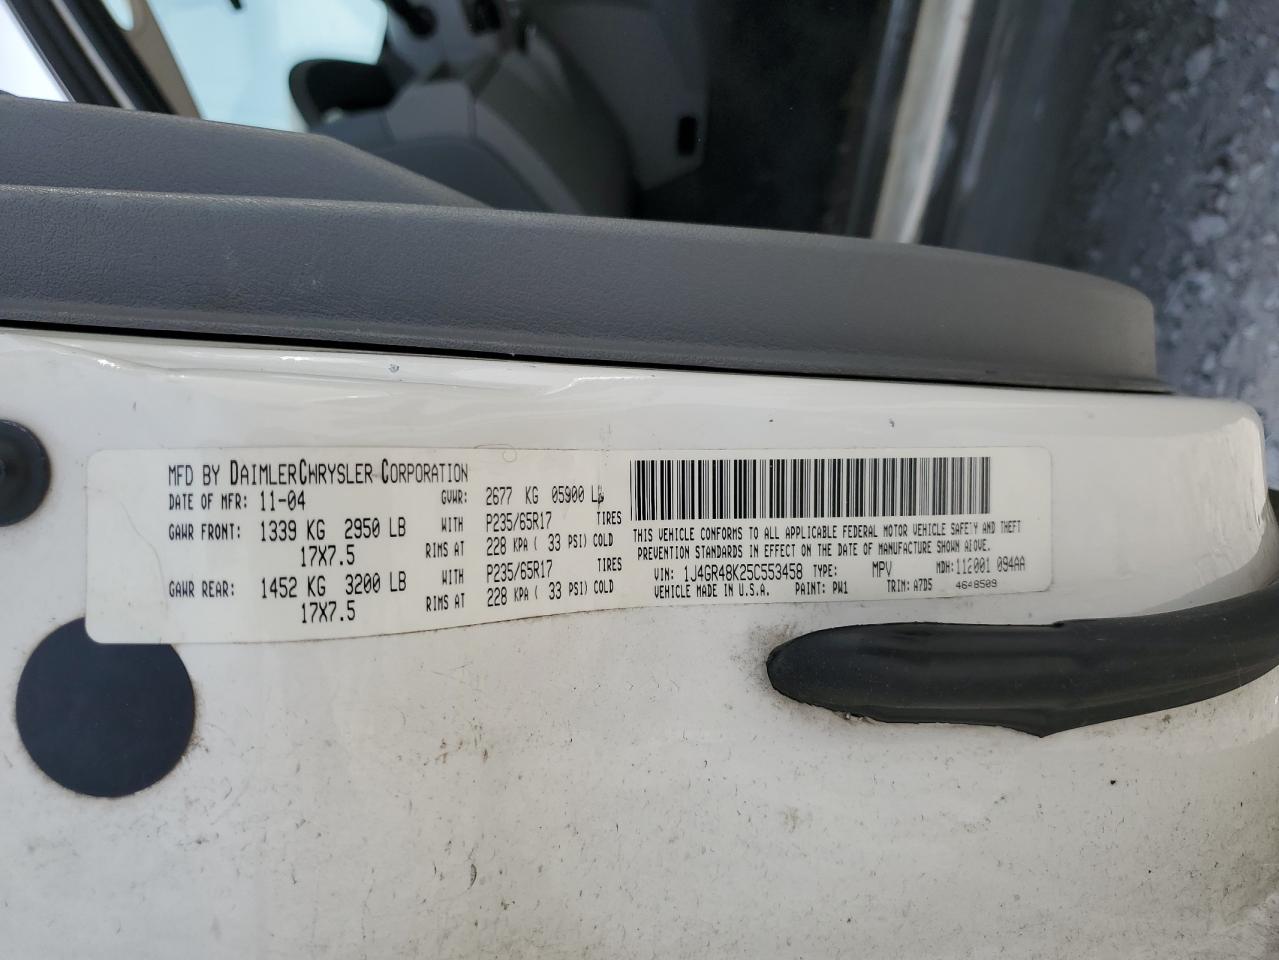 MFD BY DAIMLERCHRYSLER CORPORATION
DATE OF MFR: 11-04 GVWR: 2677 KG 05900 LB
GAWR FRONT: 1339 KG 2950 LB WITH P235/65R17 TIRES
17X7.5 RIMS AT 228 KPA ( 33 PSI) COLD
GAWR REAR: 1452 KG 3200 LB WITH P235/65R17 TIRES
17X7.5 RIMS AT 228 KPA ( 33 PSI) COLD
THIS VEHICLE CONFORMS TO ALL APPLICABLE FEDERAL MOTOR VEHICLE SAFETY AND THEFT
PREVENTION STANDARDS IN EFFECT ON THE DATE OF MANUFACTURE SHOWN ABOVE.
VIN: 1J4GR48K25C553458 TYPE: MPV MDH: 112001 094AA
VEHICLE MADE IN U.S.A. PAINT: PW1 TRIM: A7D5 4648509